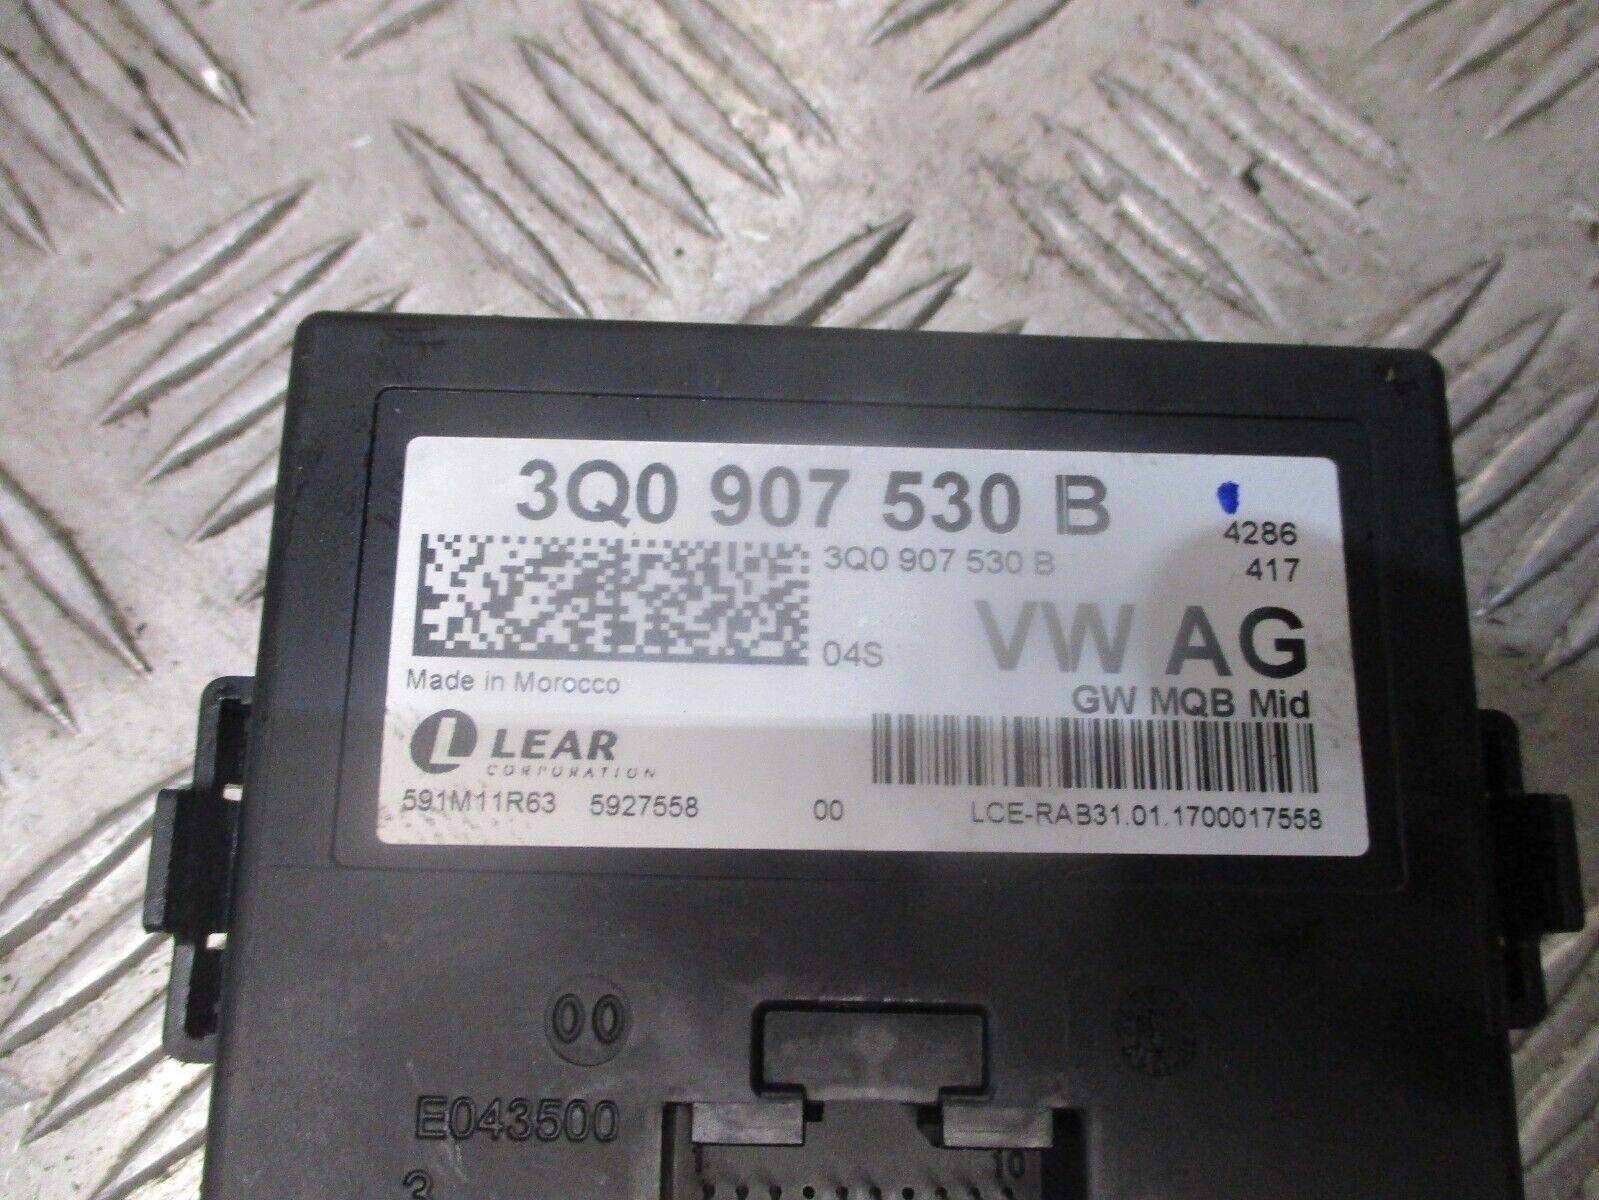 3Q0 907 530 B
4286
3Q0 907 530 B
417
04S
VW AG
Made in Morocco
GW MQB Mid
L LEAR
CORPORATION
591M11R63 5927558 00 LCE-RAB31.01.1700017558
00
E043500
3
1 10